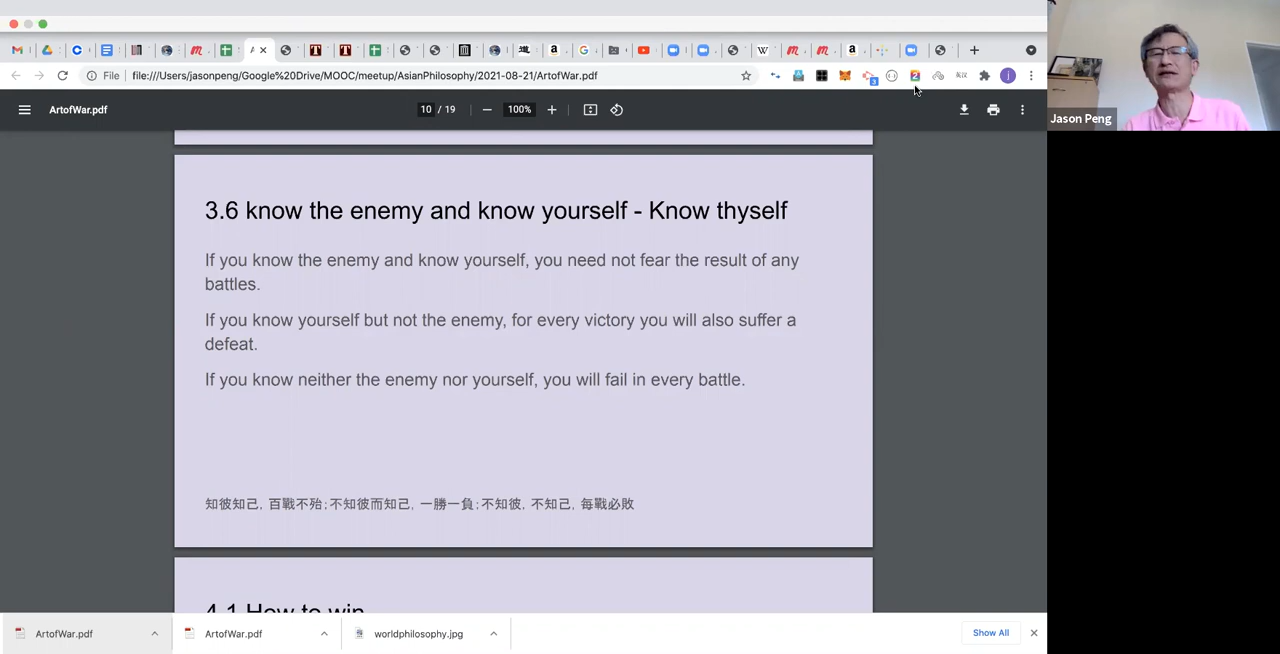 File
file:///Users/jasonpeng/Google%20Drive/MOOC/meetup/AsianPhilosophy/2021-08-21/ArtofWar.pdf
ArtofWar.pdf
10 / 19
100%
Jason Peng
3.6 know the enemy and know yourself - Know thyself
If you know the enemy and know yourself, you need not fear the result of any
battles.
If you know yourself but not the enemy, for every victory you will also suffer a
defeat.
If you know neither the enemy nor yourself, you will fail in every battle.
知彼知己, 百戰不殆;不知彼而知己, 一勝一負;不知彼, 不知己, 每戰必敗
4.1 How to win
ArtofWar.pdf
ArtofWar.pdf
worldphilosophy.jpg
Show All